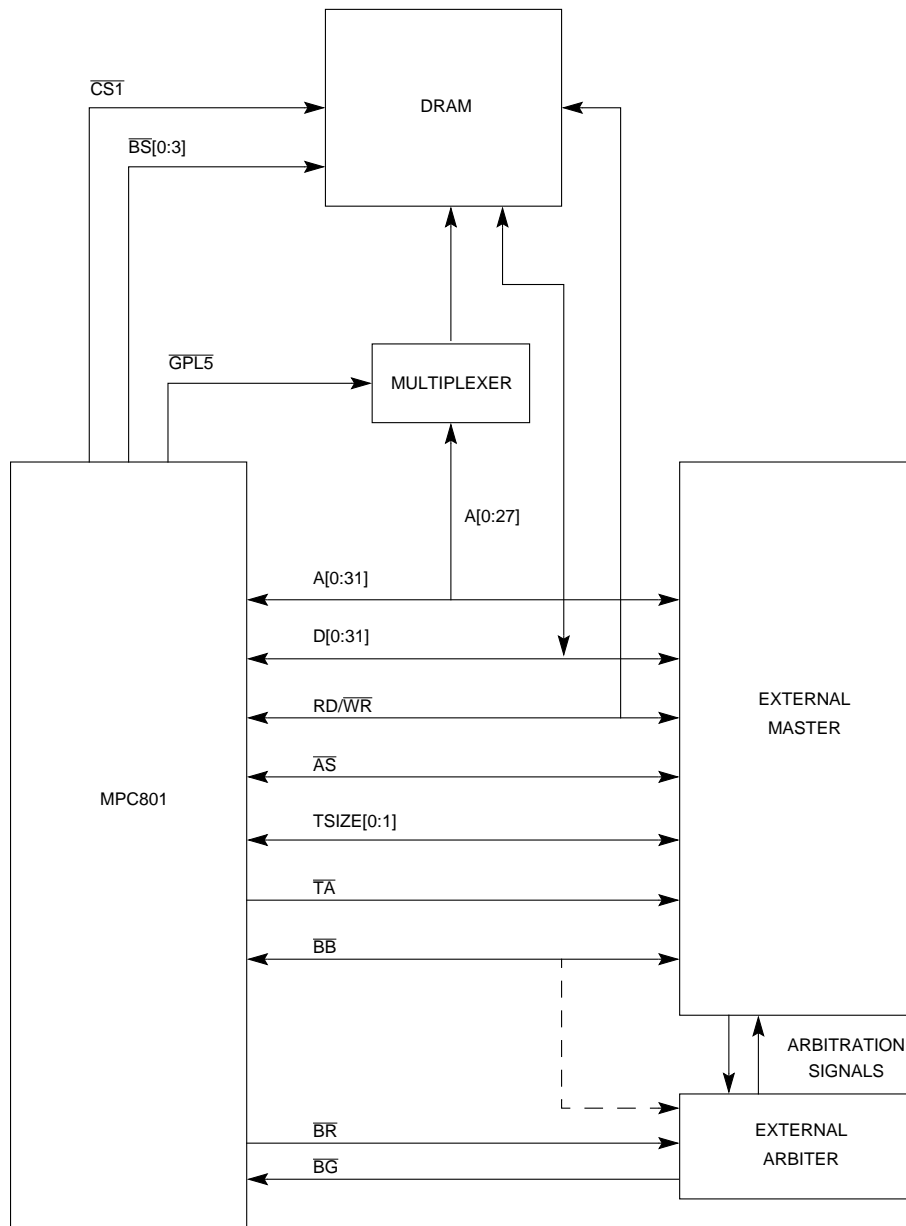 CS1
DRAM
BS[0:3]
GPL5
MULTIPLEXER
A[0:27]
A[0:31]
D[0:31]
RD/WR
EXTERNAL
MASTER
AS
MPC801
TSIZE[0:1]
TA
BB
ARBITRATION
SIGNALS
BR
EXTERNAL
ARBITER
BG